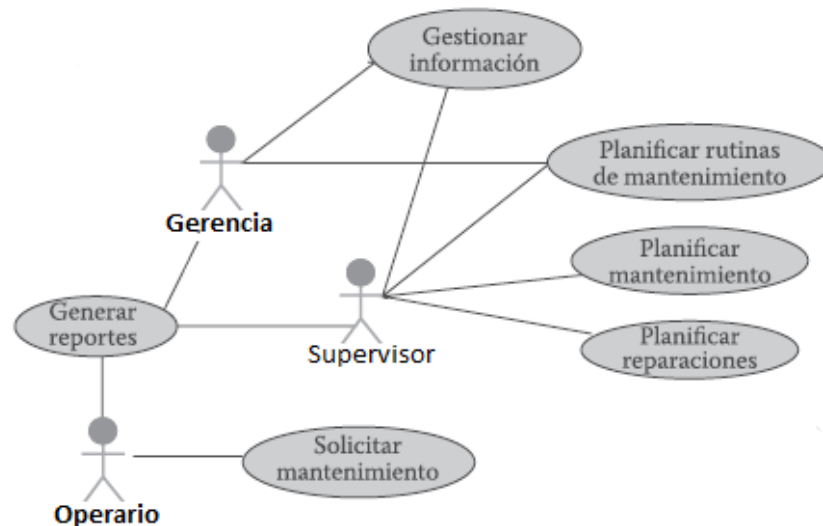 Gestionar
información
Planificar rutinas
de mantenimiento
Gerencia
Planificar
mantenimiento
Generar
reportes
Supervisor
Planificar
reparaciones
Solicitar
mantenimiento
Operario